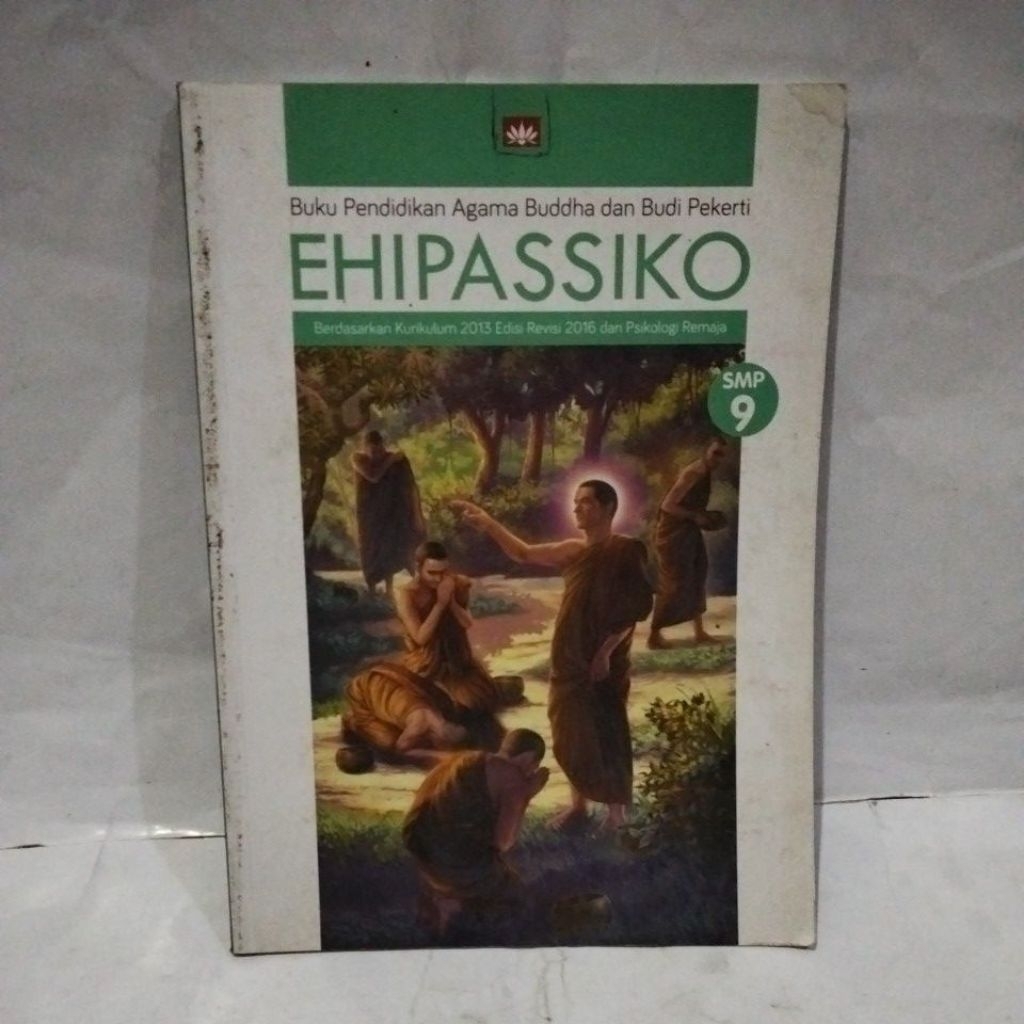 Buku Pendidikan Agama Buddha dan Budi Pekerti
EHIPASSIKO
Berdasarkan Kurikulum 2013 Edisi Revisi 2016 dan Psikologi Remaja
SMP
9